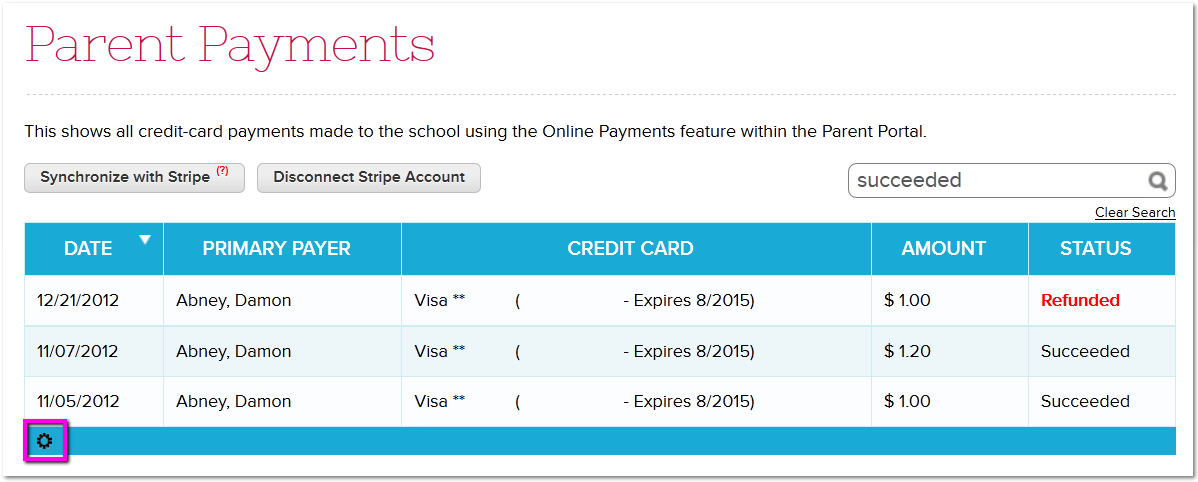 Parent Payments
This shows all credit-card payments made to the school using the Online Payments feature within the Parent Portal.
Synchronize with Stripe (?) Disconnect Stripe Account succeeded
Clear Search
DATE PRIMARY PAYER CREDIT CARD AMOUNT STATUS
12/21/2012 Abney, Damon Visa ** ( - Expires 8/2015) $ 1.00 Refunded
11/07/2012 Abney, Damon Visa ** ( - Expires 8/2015) $ 1.20 Succeeded
11/05/2012 Abney, Damon Visa ** ( - Expires 8/2015) $ 1.00 Succeeded